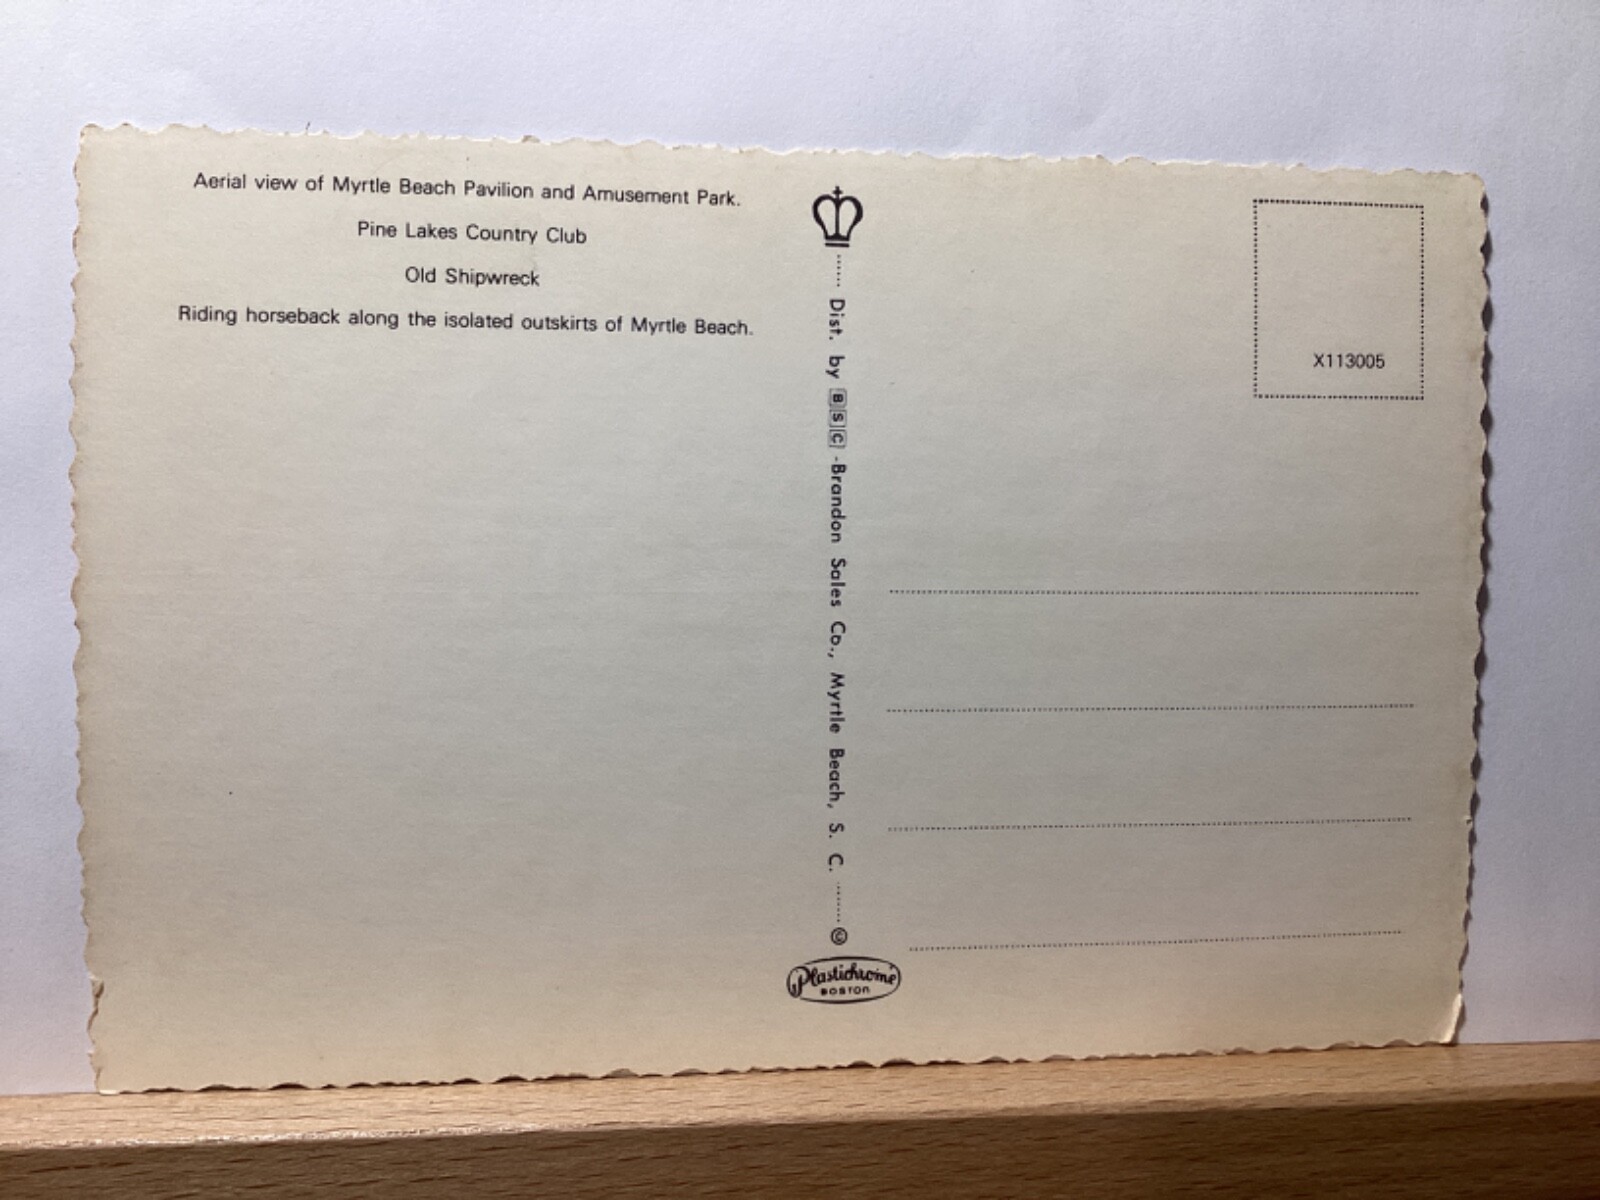 Aerial view of Myrtle Beach Pavilion and Amusement Park.
Pine Lakes Country Club
Old Shipwreck
Riding horseback along the isolated outskirts of Myrtle Beach.
Dist. by BSC -Brandon Sales Co., Myrtle Beach, S. C. ©
Plastichrome
BOSTON
X113005